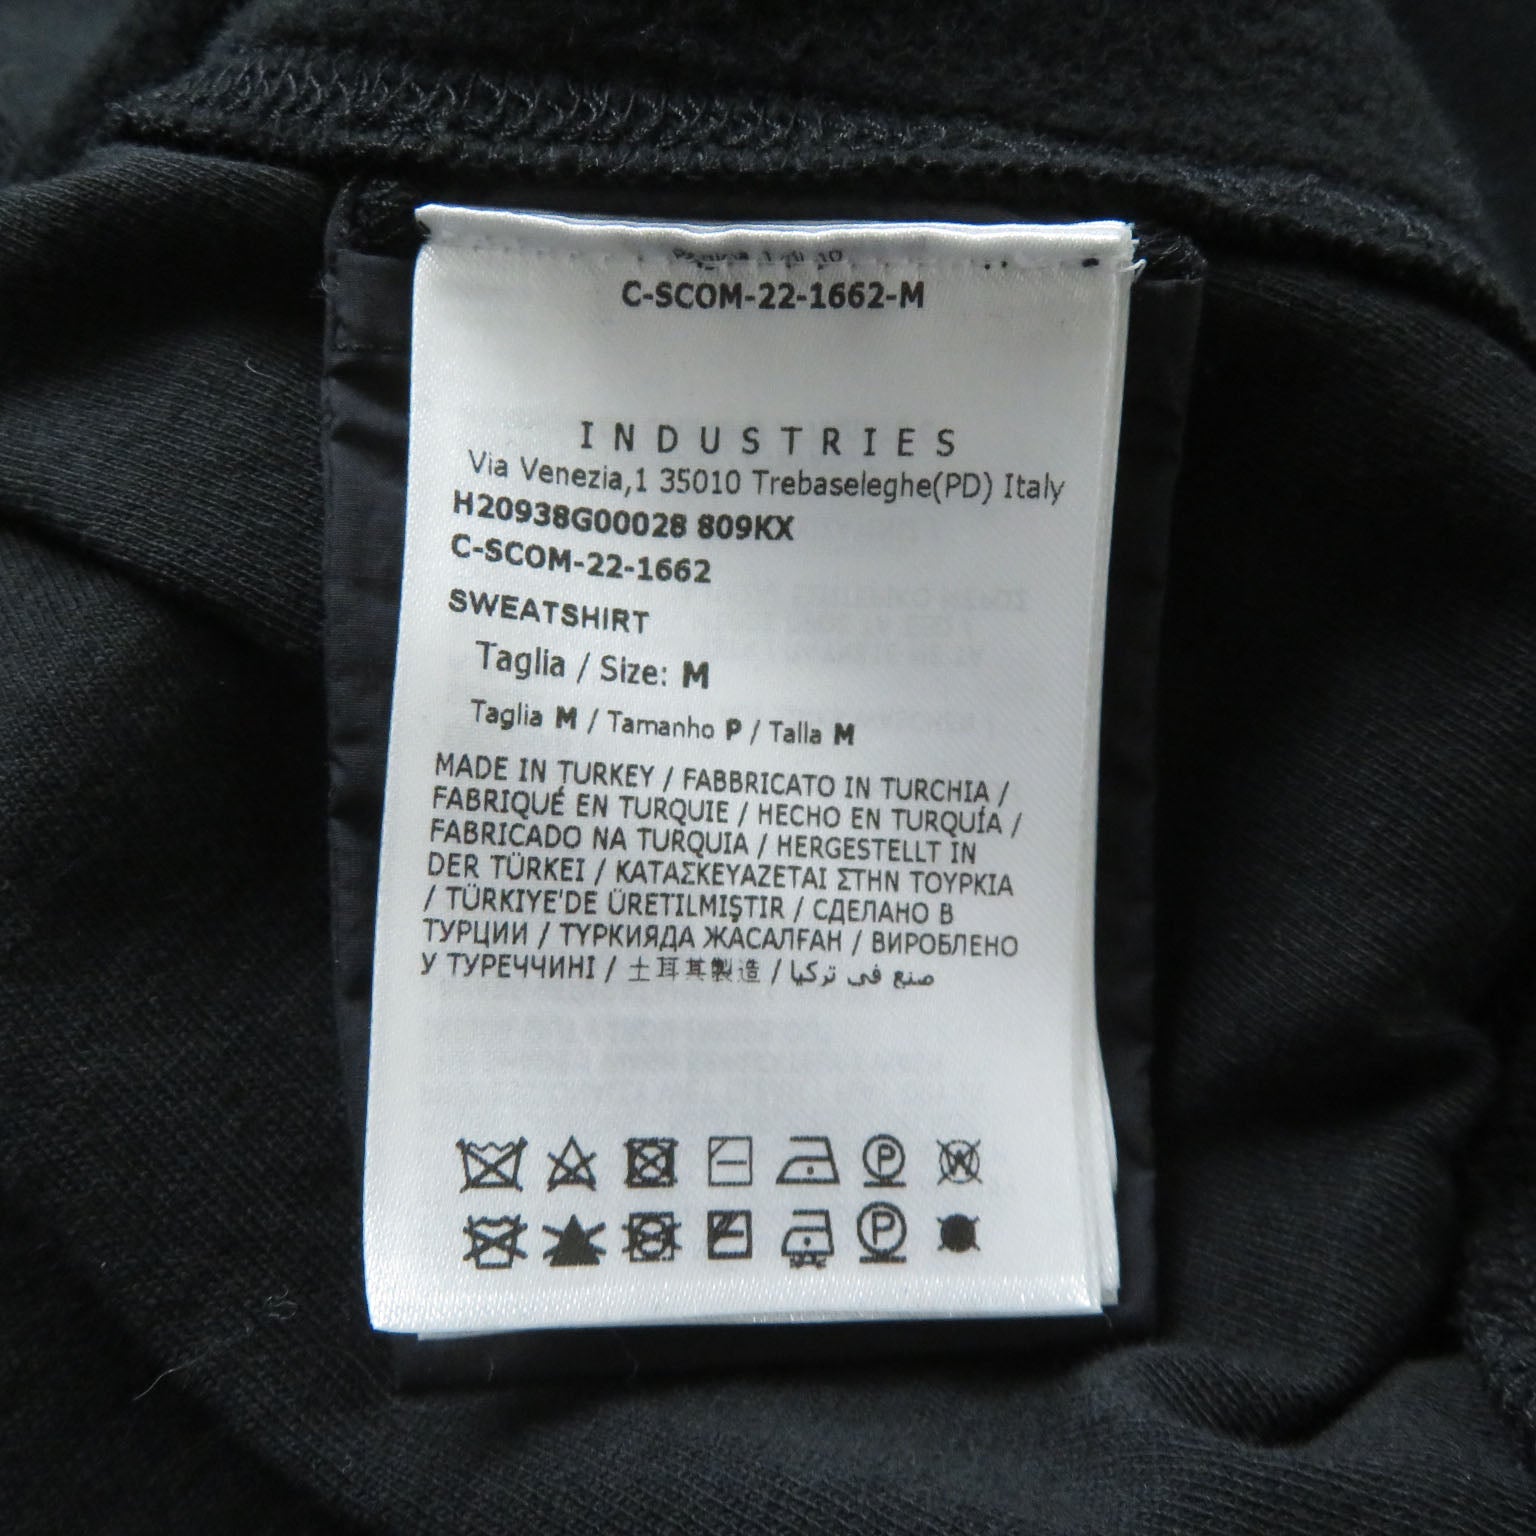 C-SCOM-22-1662-M
INDUSTRIES
Via Venezia,1 35010 Trebaseleghe(PD) Italy
H20938G00028 809KX
C-SCOM-22-1662
SWEATSHIRT
Taglia / Size: M
Taglia M / Tamanho P / Talla M
MADE IN TURKEY / FABBRICATO IN TURCHIA /
FABRIQUÉ EN TURQUIE / HECHO EN TURQUÍA /
FABRICADO NA TURQUIA / HERGESTELLT IN
DER TÜRKEI / ΚΑΤΑΣΚΕΥΑΖΕΤΑΙ ΣΤΗΝ ΤΟΥΡΚΙΑ
/ TÜRKIYE'DE ÜRETILMIŞTIR / СДЕЛАНО В
ТУРЦИИ / ТҮРКИЯДА ЖАСАЛҒАН / ВИРОБЛЕНО
У ТУРЕЧЧИНІ / 土耳其製造 / صنع في تركيا
P W
P